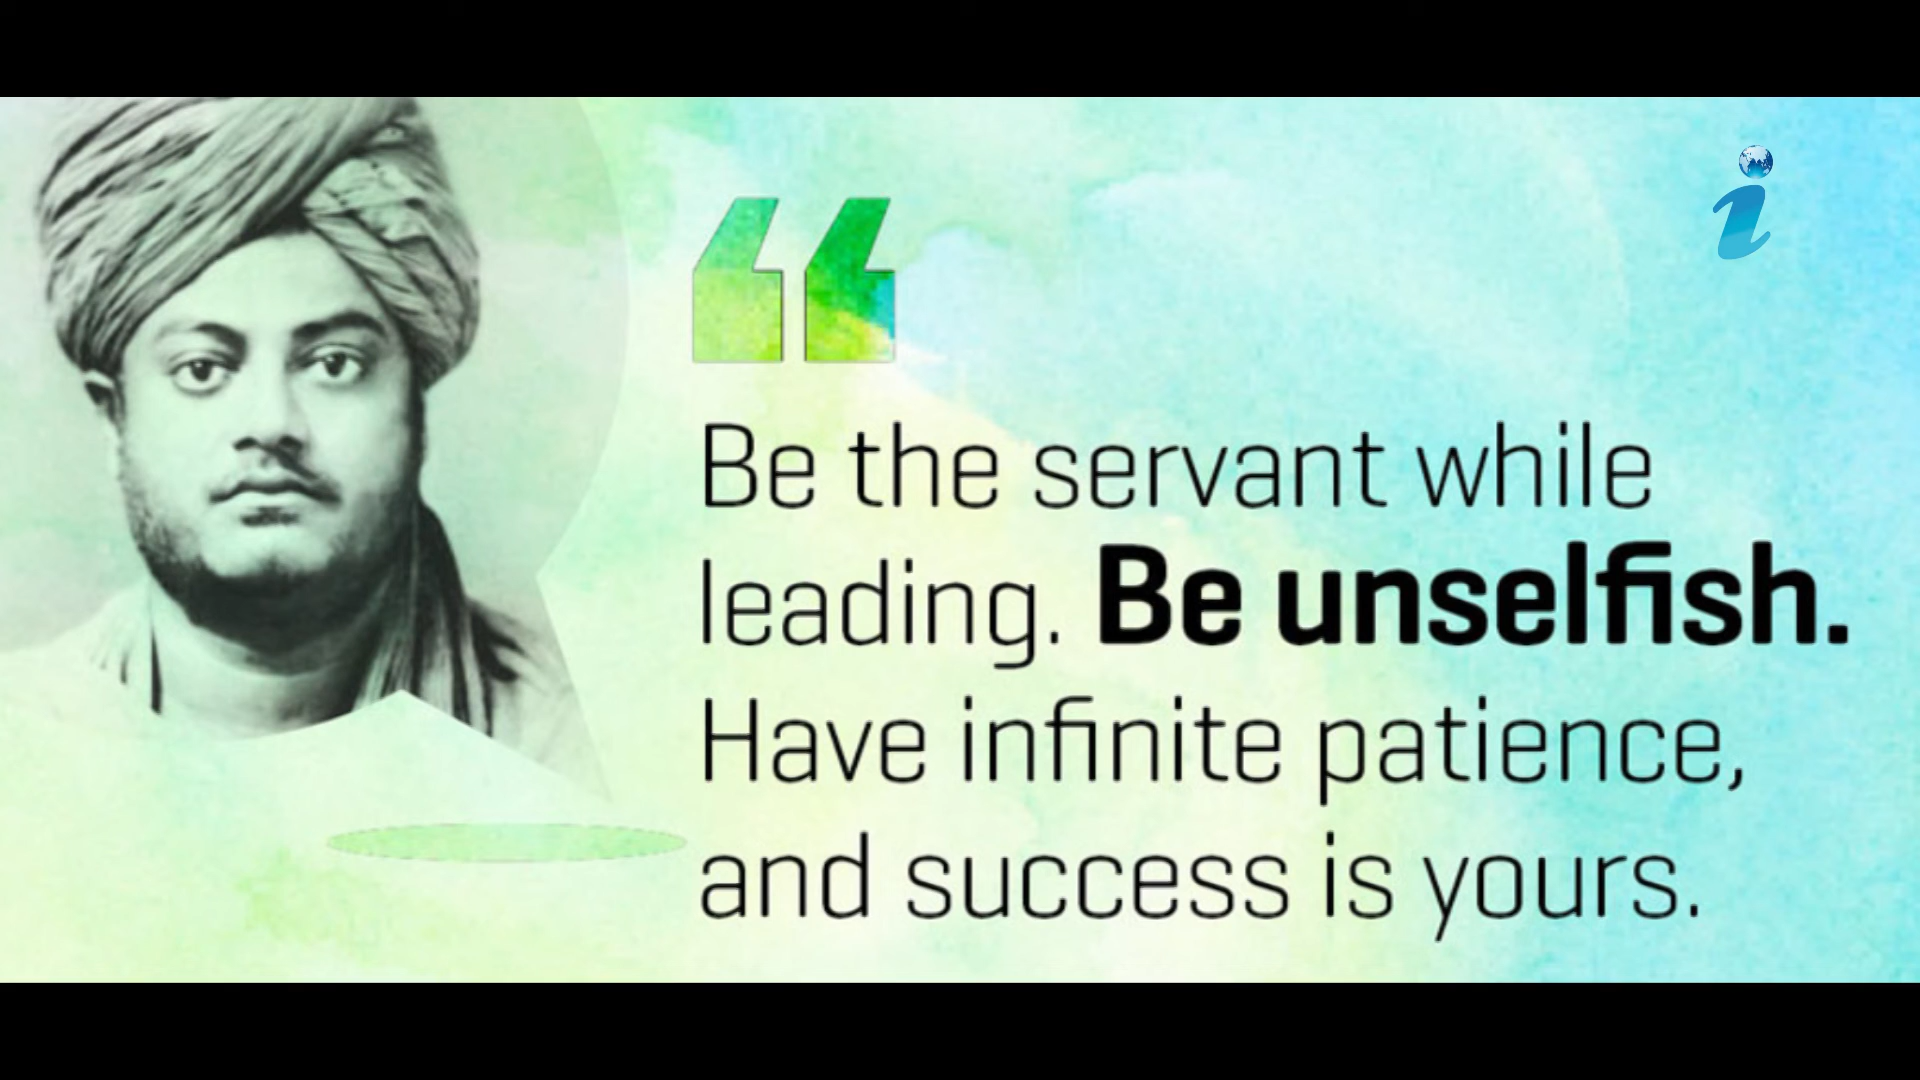 Be the servant while
leading. Be unselfish.
Have infinite patience,
and success is yours.